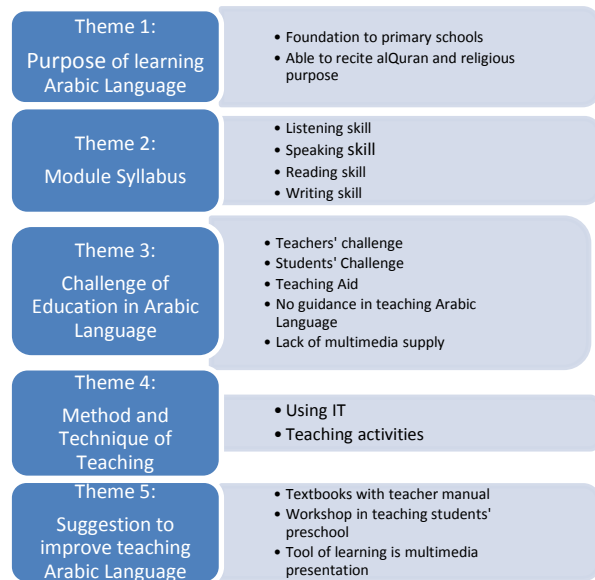 Theme 1:
Purpose of learning
Arabic Language
• Foundation to primary schools
• Able to recite alQuran and religious
purpose
Theme 2:
Module Syllabus
• Listening skill
• Speaking skill
• Reading skill
• Writing skill
Theme 3:
Challenge of
Education in Arabic
Language
• Teachers' challenge
• Students' Challenge
• Teaching Aid
• No guidance in teaching Arabic
Language
• Lack of multimedia supply
Theme 4:
Method and
Technique of
Teaching
• Using IT
• Teaching activities
Theme 5:
Suggestion to
improve teaching
Arabic Language
• Textbooks with teacher manual
• Workshop in teaching students'
preschool
• Tool of learning is multimedia
presentation